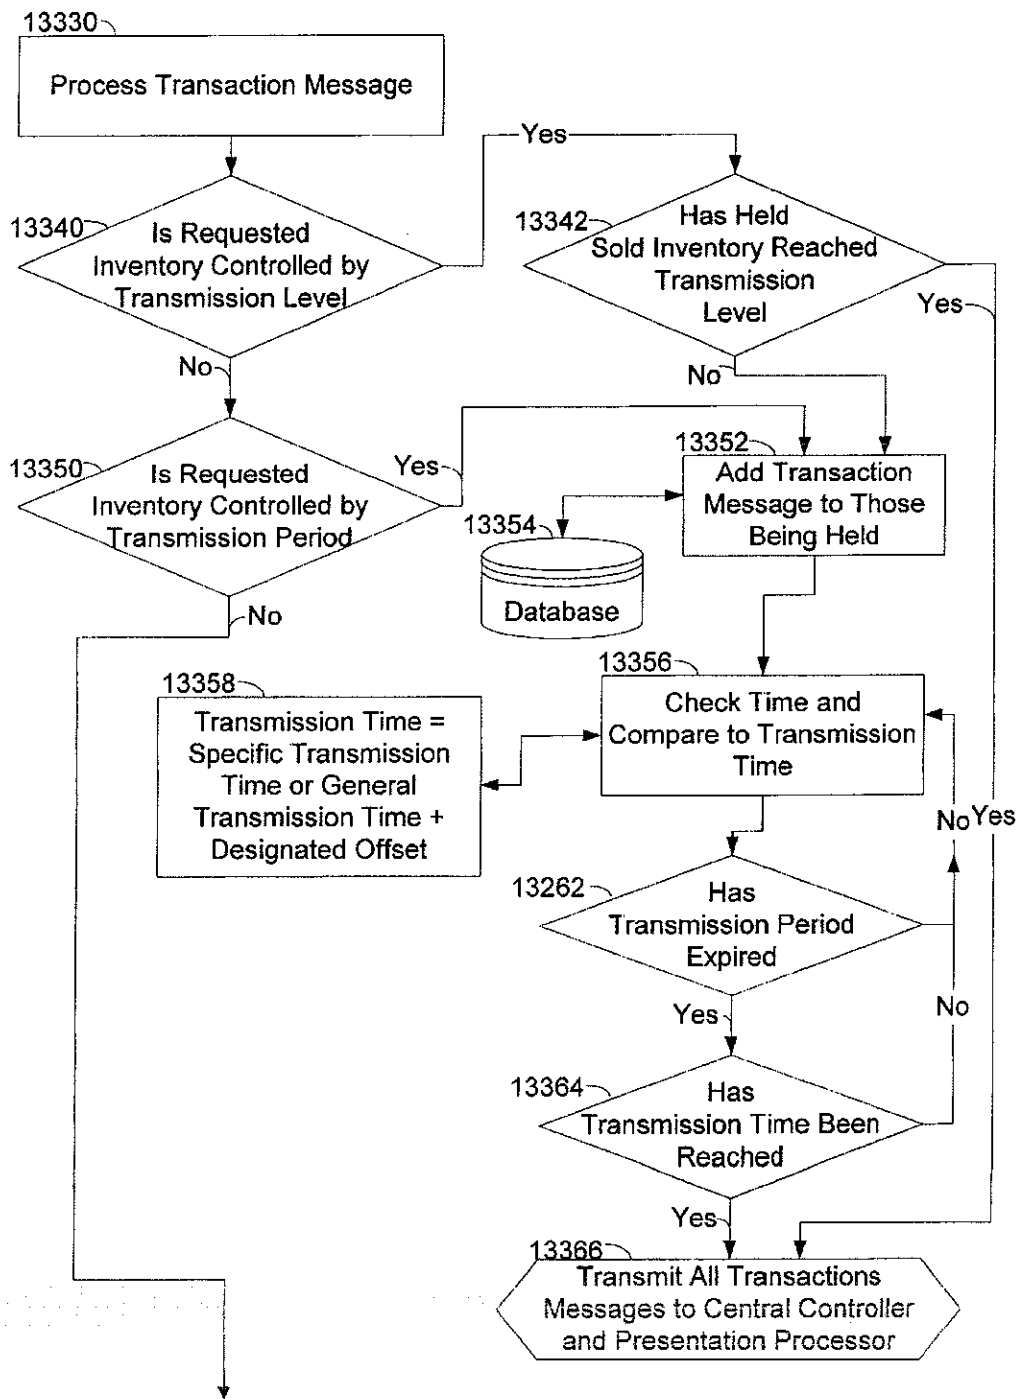 13330
Process Transaction Message
Yes
13340
Is Requested
Inventory Controlled by
Transmission Level
13342
Has Held
Sold Inventory Reached
Transmission
Level
Yes
No
No
13350
Is Requested
Inventory Controlled by
Transmission Period
Yes
13352
Add Transaction
Message to Those
Being Held
13354
Database
No
13356
Check Time and
Compare to Transmission
Time
13358
Transmission Time =
Specific Transmission
Time or General
Transmission Time +
Designated Offset
No
Yes
13262
Has
Transmission Period
Expired
No
Yes
13364
Has
Transmission Time Been
Reached
Yes
13366
Transmit All Transactions
Messages to Central Controller
and Presentation Processor